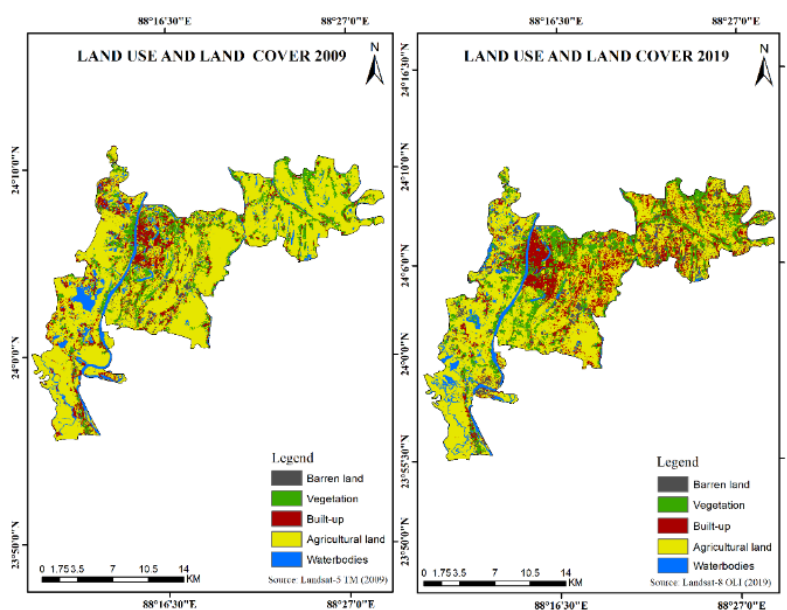 88°16'30"E 88°27'0"E
LAND USE AND LAND COVER 2009
N
24°10'0"N
24°0'0"N
23°50'0"N
Legend
Barren land
Vegetation
Built-up
Agricultural land
Waterbodies
0 1.75 3.5 7 10.5 14
KM
Source: Landsat-5 TM (2009)
88°16'30"E 88°27'0"E
88°16'30"E 88°27'0"E
LAND USE AND LAND COVER 2019
N
24°16'30"N
24°10'0"N
24°6'0"N
24°0'0"N
23°55'30"N
23°50'0"N
Legend
Barren land
Vegetation
Built-up
Agricultural land
Waterbodies
0 1.75 3.5 7 10.5 14
KM
Source: Landsat-8 OLI (2019)
88°16'30"E 88°27'0"E